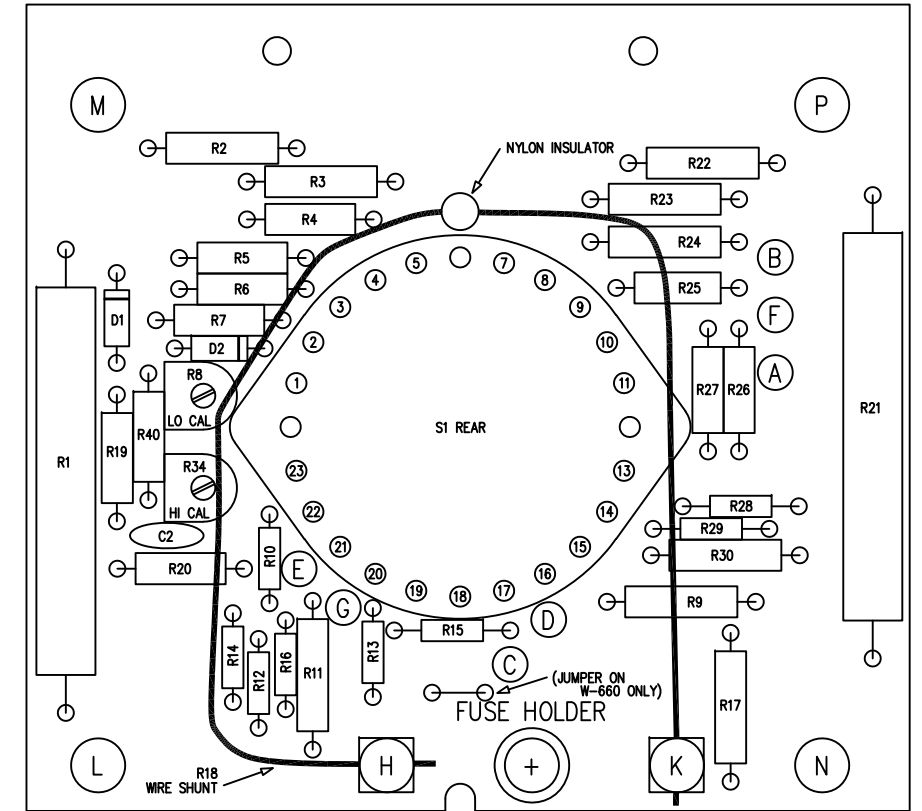 M
P
R2
NYLON INSULATOR
R22
R3
R23
R4
R24
R5
B
5
7
4
8
R6
R25
3
9
D1
R7
F
2
10
D2
R8
1
11
A
R27
R26
LO CAL
R21
R19
R40
S1 REAR
R1
R34
23
13
HI CAL
22
14
R28
C2
R29
21
15
R10
R20
E
20
16
R30
19
17
18
G
R9
D
R15
R14
R16
R13
R12
R11
C
(JUMPER ON
W-660 ONLY)
R17
FUSE HOLDER
L
H
+
K
N
R18
WIRE SHUNT